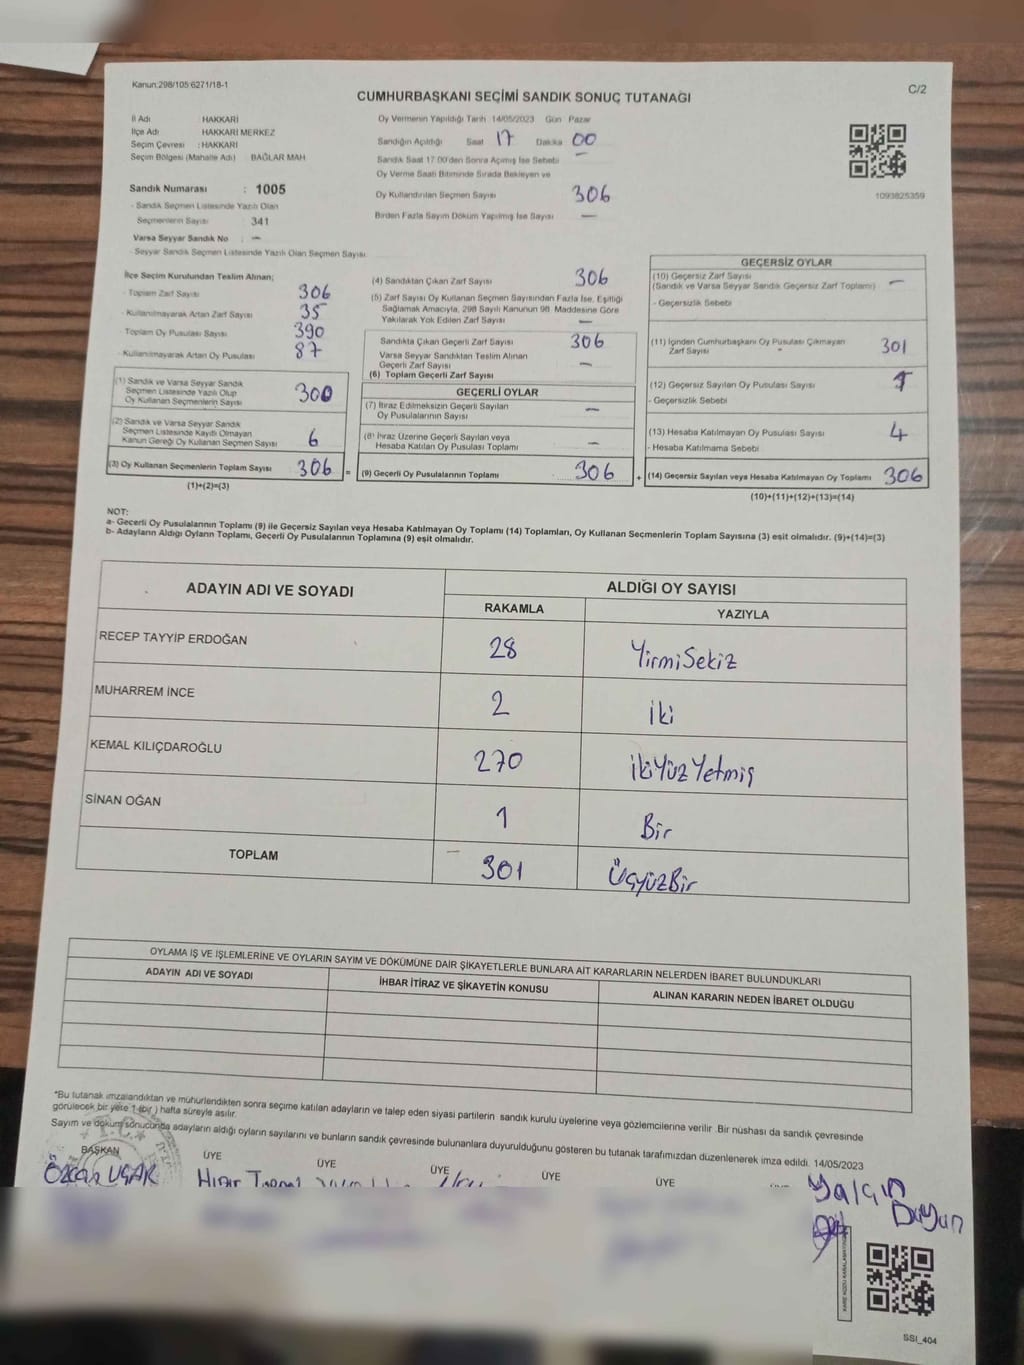 Kanun:298/105 6271/18-1
C/2
CUMHURBAŞKANI SEÇİMİ SANDIK SONUÇ TUTANAĞI
İl Adı : HAKKARİ
İlçe Adı : HAKKARİ MERKEZ
Seçim Çevresi : HAKKARİ
Seçim Bölgesi (Mahalle Adı) BAĞLAR MAH
Sandık Numarası : 1005
- Sandık Seçmen Listesinde Yazılı Olan
Seçmenlerin Sayısı 341
Varsa Seyyar Sandık No : –
- Seyyar Sandık Seçmen Listesinde Yazılı Olan Seçmen Sayısı
Oy Vermenin Yapıldığı Tarih 14/05/2023 Gün Pazar
Sandığın Açıldığı Saat 17 Dakika 00
Sandık Saat 17.00'den Sonra Açımış İse Sebebi –
Oy Verme Saati Bitiminde Sırada Bekleyen ve
Oy Kullandırılan Seçmen Sayısı 306
Birden Fazla Sayım Döküm Yapılmış İse Sayısı –
1093825359
İlçe Seçim Kurulundan Teslim Alınan;
- Toplam Zarf Sayısı 306
- Kullanılmayarak Artan Zarf Sayısı 35
- Toplam Oy Pusulası Sayısı 390
- Kullanılmayarak Artan Oy Pusulası 87
(1) Sandık ve Varsa Seyyar Sandık
Seçmen Listesinde Yazılı Olup
Oy Kullanan Seçmenlerin Sayısı 300
(2) Sandık ve Varsa Seyyar Sandık
Seçmen Listesinde Kayıtlı Olmayan
Kanun Gereği Oy Kullanan Seçmen Sayısı 6
(3) Oy Kullanan Seçmenlerin Toplam Sayısı 306 =
(1)+(2)=(3)
(4) Sandıktan Çıkan Zarf Sayısı 306
(5) Zarf Sayısı Oy Kullanan Seçmen Sayısından Fazla İse, Eşitliği
Sağlamak Amacıyla, 298 Sayılı Kanunun 98. Maddesine Göre
Yakılarak Yok Edilen Zarf Sayısı –
Sandıkta Çıkan Geçerli Zarf Sayısı 306
Varsa Seyyar Sandıktan Teslim Alınan
Geçerli Zarf Sayısı –
(6) Toplam Geçerli Zarf Sayısı
GEÇERLİ OYLAR
(7) İtiraz Edilmeksizin Geçerli Sayılan
Oy Pusulalarının Sayısı –
(8) İtiraz Üzerine Geçerli Sayılan veya
Hesaba Katılan Oy Pusulası Toplamı –
(9) Geçerli Oy Pusulalarının Toplamı 306 +
GEÇERSİZ OYLAR
(10) Geçersiz Zarf Sayısı
(Sandık ve Varsa Seyyar Sandık Geçersiz Zarf Toplamı) –
- Geçersizlik Sebebi
(11) İçinden Cumhurbaşkanı Oy Pusulası Çıkmayan
Zarf Sayısı 301
(12) Geçersiz Sayılan Oy Pusulası Sayısı 1
- Geçersizlik Sebebi
(13) Hesaba Katılmayan Oy Pusulası Sayısı 4
- Hesaba Katılmama Sebebi
(14) Geçersiz Sayılan veya Hesaba Katılmayan Oy Toplamı 306
(10)+(11)+(12)+(13)=(14)
NOT:
a- Geçerli Oy Pusulalarının Toplamı (9) ile Geçersiz Sayılan veya Hesaba Katılmayan Oy Toplamı (14) Toplamları, Oy Kullanan Seçmenlerin Toplam Sayısına (3) eşit olmalıdır. (9)+(14)=(3)
b- Adayların Aldığı Oyların Toplamı, Geçerli Oy Pusulalarının Toplamına (9) eşit olmalıdır.
ADAYIN ADI VE SOYADI ALDIĞI OY SAYISI
RAKAMLA YAZIYLA
RECEP TAYYİP ERDOĞAN 28 YirmiSekiz
MUHARREM İNCE 2 İki
KEMAL KILIÇDAROĞLU 270 İkiYüzYetmiş
SİNAN OĞAN 1 Bir
TOPLAM 301 ÜçyüzBir
OYLAMA İŞ VE İŞLEMLERİNE VE OYLARIN SAYIM VE DÖKÜMÜNE DAİR ŞİKAYETLERLE BUNLARA AİT KARARLARIN NELERDEN İBARET BULUNDUKLARI
ADAYIN ADI VE SOYADI İHBAR İTİRAZ VE ŞİKAYETİN KONUSU ALINAN KARARIN NEDEN İBARET OLDUĞU
*Bu tutanak imzalandıktan ve mühürlendikten sonra seçime katılan adayların ve talep eden siyasi partilerin sandık kurulu üyelerine veya gözlemcilerine verilir. Bir nüshası da sandık çevresinde
görülecek bir yere 1 (bir) hafta süreyle asılır.
Sayım ve döküm sonucunda adayların aldığı oyların sayılarını ve bunların sandık çevresinde bulunanlara duyurulduğunu gösteren bu tutanak tarafımızdan düzenlenerek imza edildi. 14/05/2023
BAŞKAN ÜYE ÜYE ÜYE ÜYE ÜYE
ÖZCAN UÇAR
Yalçın
Duyan
SSI_404